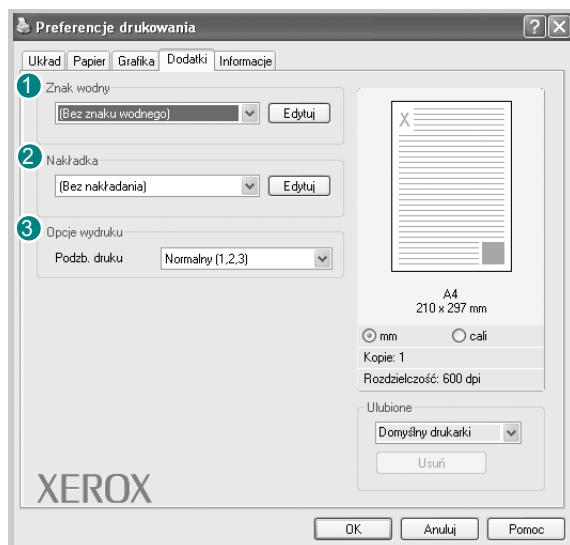 Preferencje drukowania
Układ Papier Grafika Dodatki Informacje
1 Znak wodny
(Bez znaku wodnego) Edytuj
2 Nakładka
(Bez nakładania) Edytuj
3 Opcje wydruku
Podzb. druku Normalny (1,2,3)
X
A4
210 x 297 mm
mm cali
Kopie: 1
Rozdzielczość: 600 dpi
Ulubione
Domyślny drukarki
Usuń
XEROX
OK Anuluj Pomoc